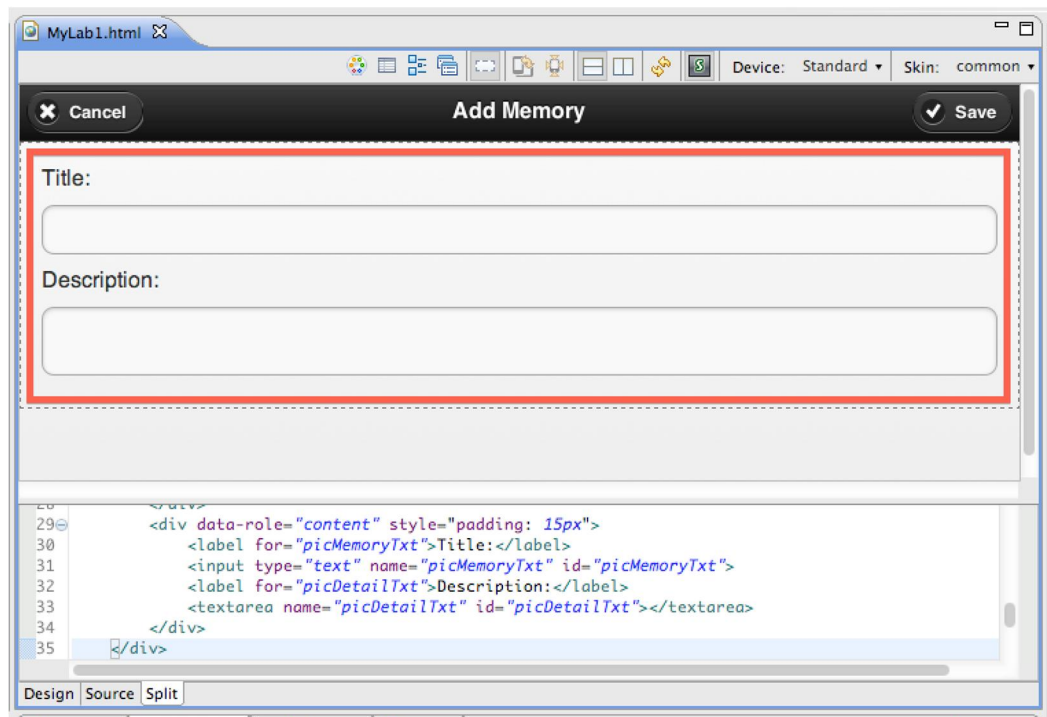 MyLab1.html
Device: Standard Skin: common
Cancel Add Memory Save
Title:
Description:
29 <div data-role="content" style="padding: 15px">
30 <label for="picMemoryTxt">Title:</label>
31 <input type="text" name="picMemoryTxt" id="picMemoryTxt">
32 <label for="picDetailTxt">Description:</label>
33 <textarea name="picDetailTxt" id="picDetailTxt"></textarea>
34 </div>
35 </div>
Design Source Split